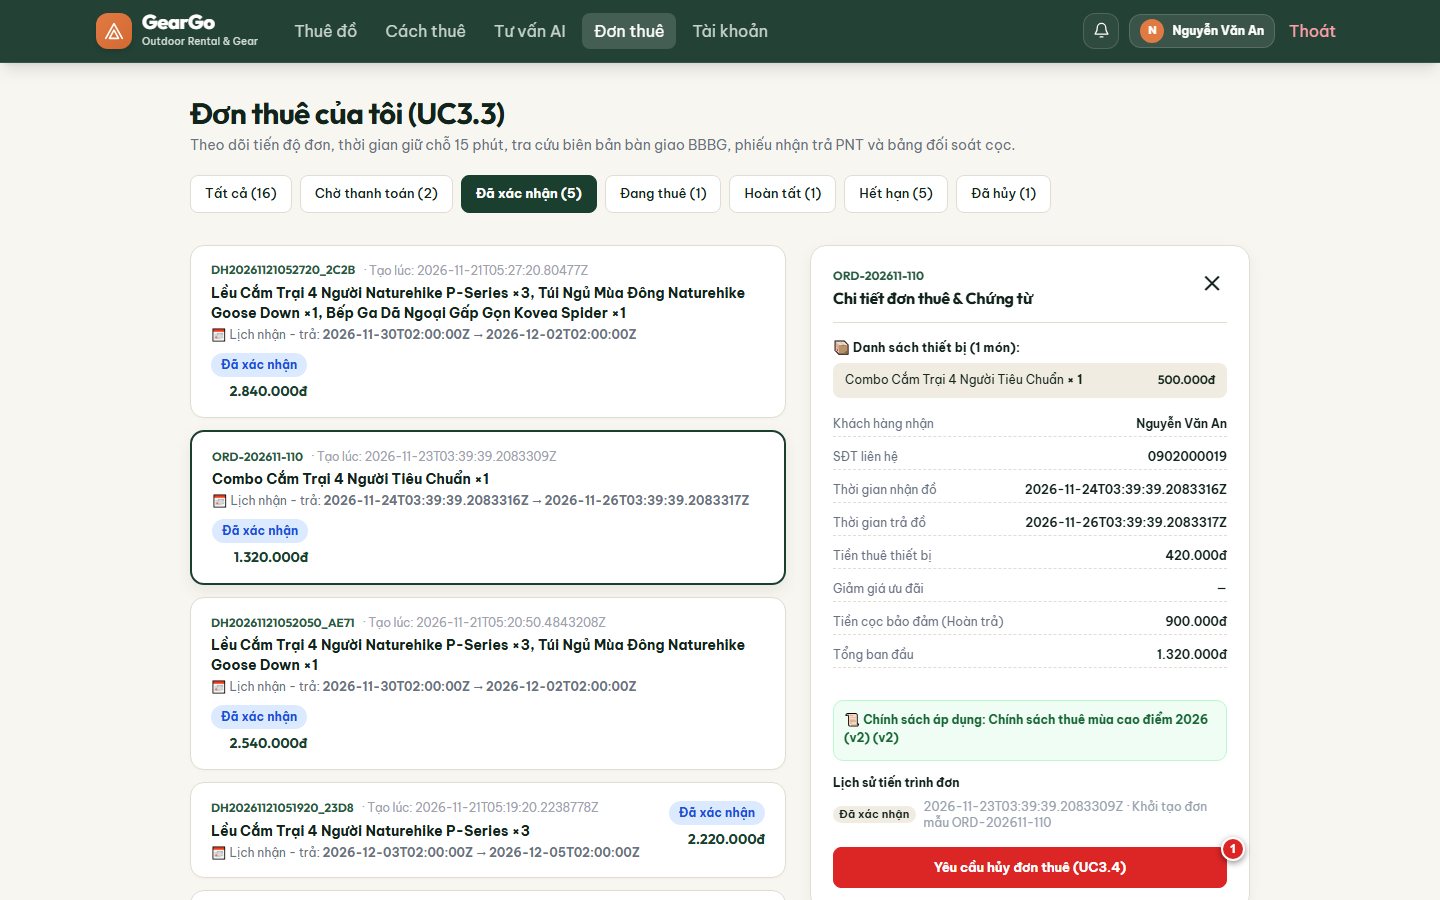 GearGo
Outdoor Rental & Gear
Thuê đồ
Cách thuê
Tư vấn AI
Đơn thuê
Tài khoản
N
Nguyễn Văn An
Thoát
Đơn thuê của tôi (UC3.3)
Theo dõi tiến độ đơn, thời gian giữ chỗ 15 phút, tra cứu biên bản bàn giao BBBG, phiếu nhận trả PNT và bảng đối soát cọc.
Tất cả (16)
Chờ thanh toán (2)
Đã xác nhận (5)
Đang thuê (1)
Hoàn tất (1)
Hết hạn (5)
Đã hủy (1)
DH20261121052720_2C2B · Tạo lúc: 2026-11-21T05:27:20.80477Z
Lều Cắm Trại 4 Người Naturehike P-Series ×3, Túi Ngủ Mùa Đông Naturehike
Goose Down ×1, Bếp Ga Dã Ngoại Gấp Gọn Kovea Spider ×1
Lịch nhận - trả: 2026-11-30T02:00:00Z → 2026-12-02T02:00:00Z
Đã xác nhận
2.840.000đ
ORD-202611-110 · Tạo lúc: 2026-11-23T03:39:39.2083309Z
Combo Cắm Trại 4 Người Tiêu Chuẩn ×1
Lịch nhận - trả: 2026-11-24T03:39:39.2083316Z → 2026-11-26T03:39:39.2083317Z
Đã xác nhận
1.320.000đ
DH20261121052050_AE71 · Tạo lúc: 2026-11-21T05:20:50.4843208Z
Lều Cắm Trại 4 Người Naturehike P-Series ×3, Túi Ngủ Mùa Đông Naturehike
Goose Down ×1
Lịch nhận - trả: 2026-11-30T02:00:00Z → 2026-12-02T02:00:00Z
Đã xác nhận
2.540.000đ
DH20261121051920_23D8 · Tạo lúc: 2026-11-21T05:19:20.2238778Z
Lều Cắm Trại 4 Người Naturehike P-Series ×3
Lịch nhận - trả: 2026-12-03T02:00:00Z → 2026-12-05T02:00:00Z
Đã xác nhận
2.220.000đ
ORD-202611-110
Chi tiết đơn thuê & Chứng từ
Danh sách thiết bị (1 món):
Combo Cắm Trại 4 Người Tiêu Chuẩn × 1 500.000đ
Khách hàng nhận Nguyễn Văn An
SĐT liên hệ 0902000019
Thời gian nhận đồ 2026-11-24T03:39:39.2083316Z
Thời gian trả đồ 2026-11-26T03:39:39.2083317Z
Tiền thuê thiết bị 420.000đ
Giảm giá ưu đãi –
Tiền cọc bảo đảm (Hoàn trả) 900.000đ
Tổng ban đầu 1.320.000đ
Chính sách áp dụng: Chính sách thuê mùa cao điểm 2026
(v2) (v2)
Lịch sử tiến trình đơn
Đã xác nhận
2026-11-23T03:39:39.2083309Z · Khởi tạo đơn
mẫu ORD-202611-110
1
Yêu cầu hủy đơn thuê (UC3.4)